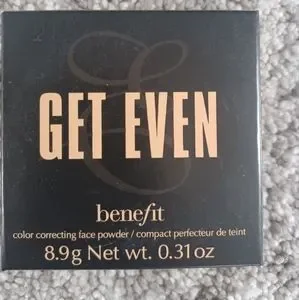 GET EVEN
benefit
color correcting face powder / compact perfecteur de teint
8.9g Net wt. 0.31oz